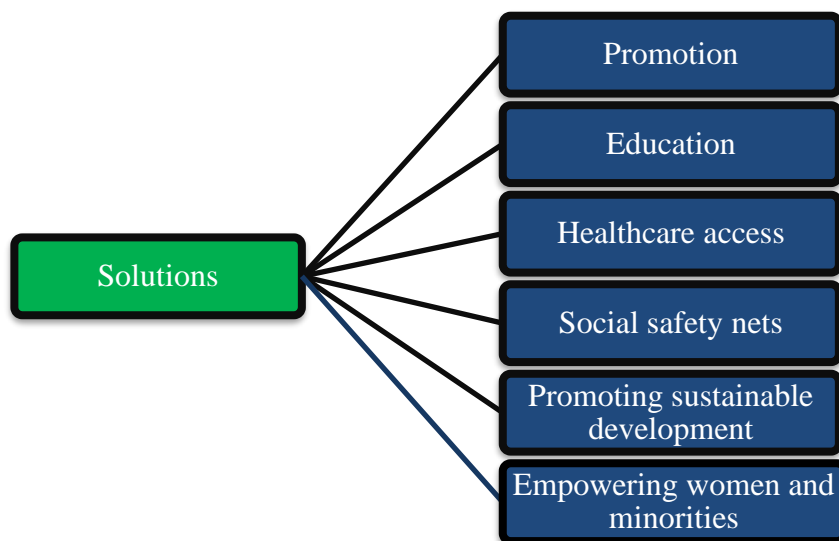 Solutions
Promotion
Education
Healthcare access
Social safety nets
Promoting sustainable
development
Empowering women and
minorities